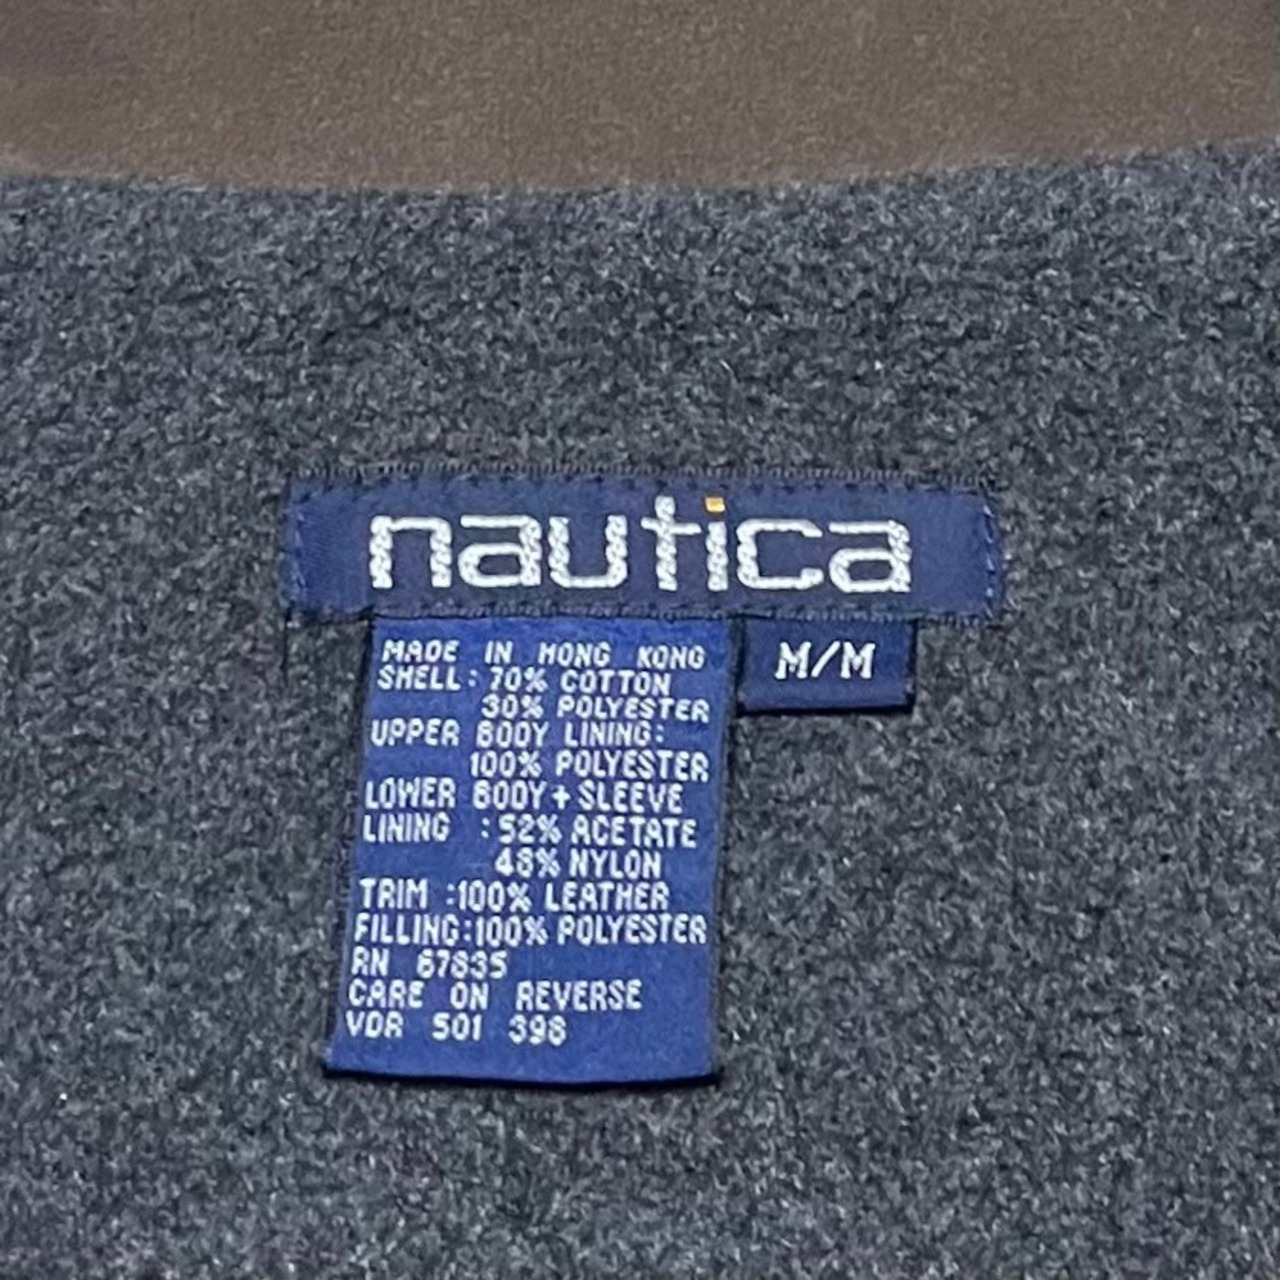 nautica
M/M
MADE IN HONG KONG
SHELL: 70% COTTON
30% POLYESTER
UPPER BODY LINING:
100% POLYESTER
LOWER BODY + SLEEVE
LINING : 52% ACETATE
48% NYLON
TRIM :100% LEATHER
FILLING:100% POLYESTER
RN 67835
CARE ON REVERSE
VDR 501 398